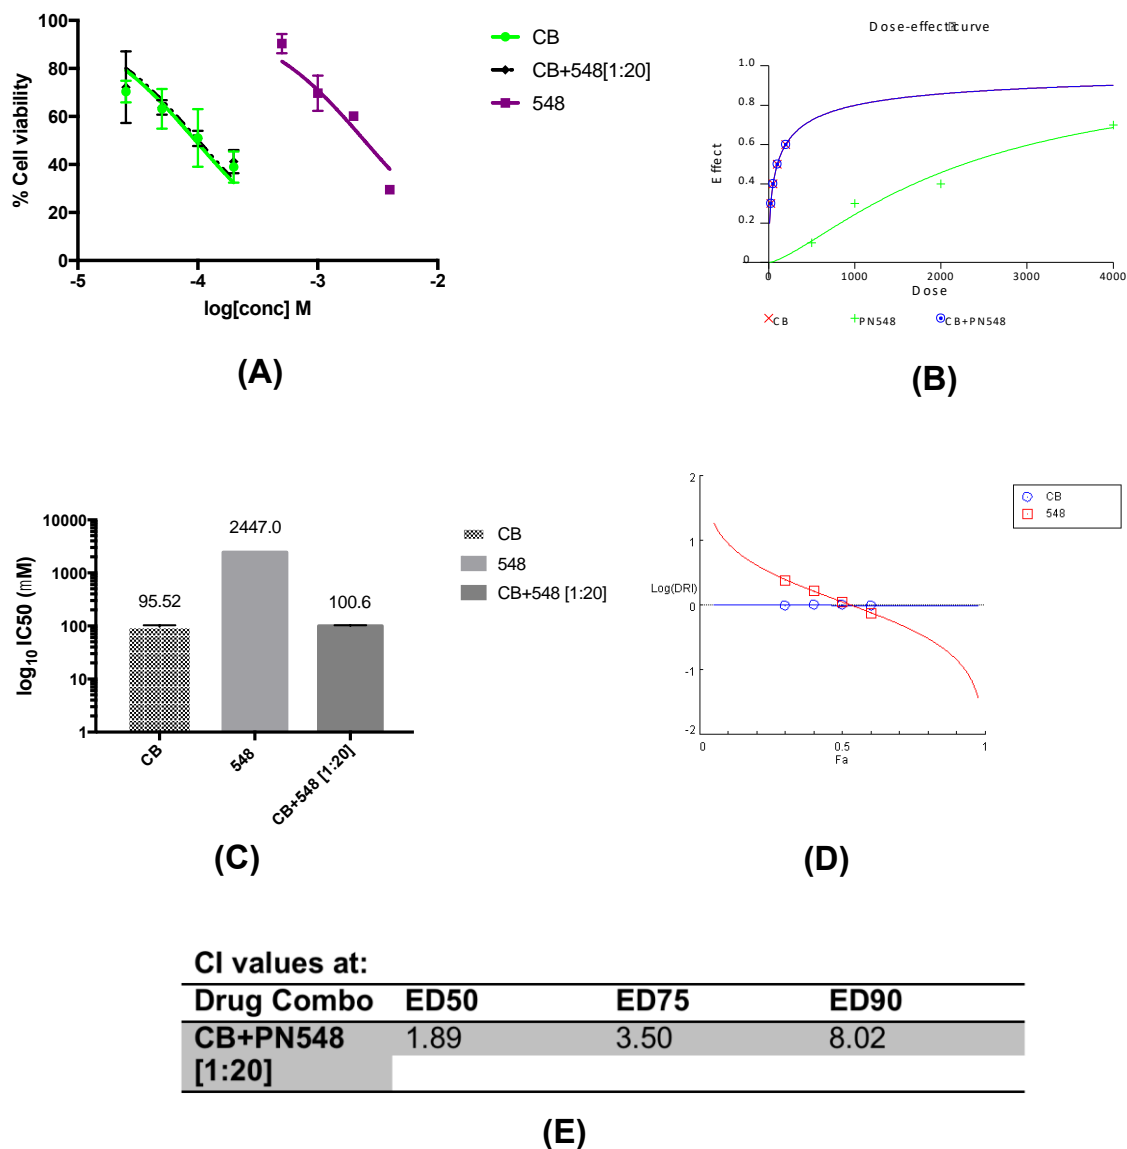 100
80
60
40
20
0
% Cell viability
-5
-4
-3
-2
log[conc] M
CB
CB+548[1:20]
548
(A)
Dose-effect curve
1.0
0.8
0.6
0.4
0.2
0
Effect
0
1000
2000
3000
4000
Dose
CB
PN548
CB+PN548
(B)
10000
1000
100
10
1
log10 IC50 (mM)
95.52
2447.0
100.6
CB
548
CB+548 [1:20]
CB
548
CB+548 [1:20]
(C)
2
1
Log(DRI)
0
-1
-2
0
0.5
1
Fa
CB
548
(D)
CI values at:
Drug Combo ED50 ED75 ED90
CB+PN548 1.89 3.50 8.02
[1:20]
(E)